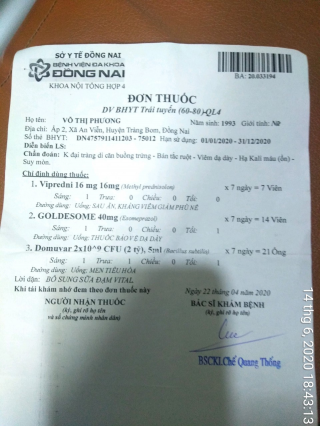 SỞ Y TẾ ĐỒNG NAI
BỆNH VIỆN ĐA KHOA
ĐỒNG NAI
KHOA NỘI TỔNG HỢP 4
BA: 20.033194
ĐƠN THUỐC
DV BHYT Trái tuyến (60-80)-QL4
Họ tên: VÕ THỊ PHƯƠNG Năm sinh: 1993 Giới tính: Nữ
Địa chỉ: Ấp 2, Xã An Viễn, Huyện Trảng Bom, Đồng Nai
Số thẻ BHYT: DN4757911411203-75012 Hạn sử dụng: 01/01/2020 - 31/12/2020
Diễn biến LS:
Chẩn đoán: K đại tràng di căn buồng trứng - Bán tắc ruột - Viêm dạ dày - Hạ Kali máu (ổn) -
Suy mòn.
Chỉ định dùng thuốc:
1. Vipredni 16 mg 16mg (Methyl prednisolon) x 7 ngày = 7 Viên
Sáng: 1 Trưa: 0 Chiều: 0 Tối: 0
Đường dùng: Uống, SAU ĂN, KHÁNG VIÊM GIẢM PHÙ NỀ
2. GOLDESOME 40mg (Esomeprazol) x 7 ngày = 14 Viên
Sáng: 1 Trưa: 0 Chiều: 1 Tối: 0
Đường dùng: Uống; THUỐC BẢO VỆ DẠ DÀY
3. Domuvar 2x10^9 CFU (2 tỷ), 5ml (Bacillus subtilis) x 7 ngày = 21 Ống
Sáng: 1 Trưa: 1 Chiều: 1 Tối: 0
Đường dùng: Uống, MEN TIÊU HÓA
Lời dặn: BỔ SUNG SỮA ĐẠM VITAL
Khi tái khám nhớ đem theo đơn thuốc này
Ngày 22 tháng 04 năm 2020
NGƯỜI NHẬN THUỐC
(ký, ghi rõ họ tên
và số chứng minh nhân dân)
BÁC SĨ KHÁM BỆNH
(ký, ghi rõ họ tên)
BSCKI.Chế Quang Thống
14 thg 6, 2020 18:43:13